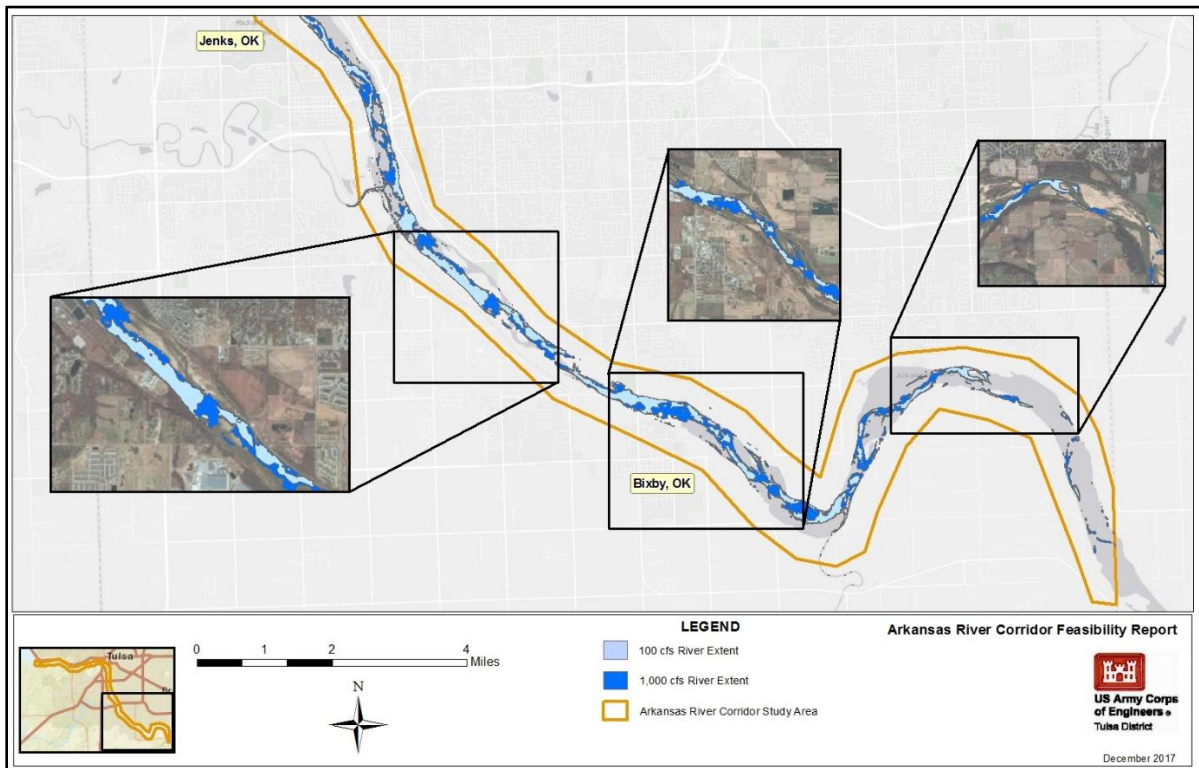 Jenks, OK
Bixby, OK
LEGEND
100 cfs River Extent
1,000 cfs River Extent
Arkansas River Corridor Study Area
Arkansas River Corridor Feasibility Report
US Army Corps
of Engineers®
Tulsa District
December 2017
0 1 2 4
Miles
N
Tulsa